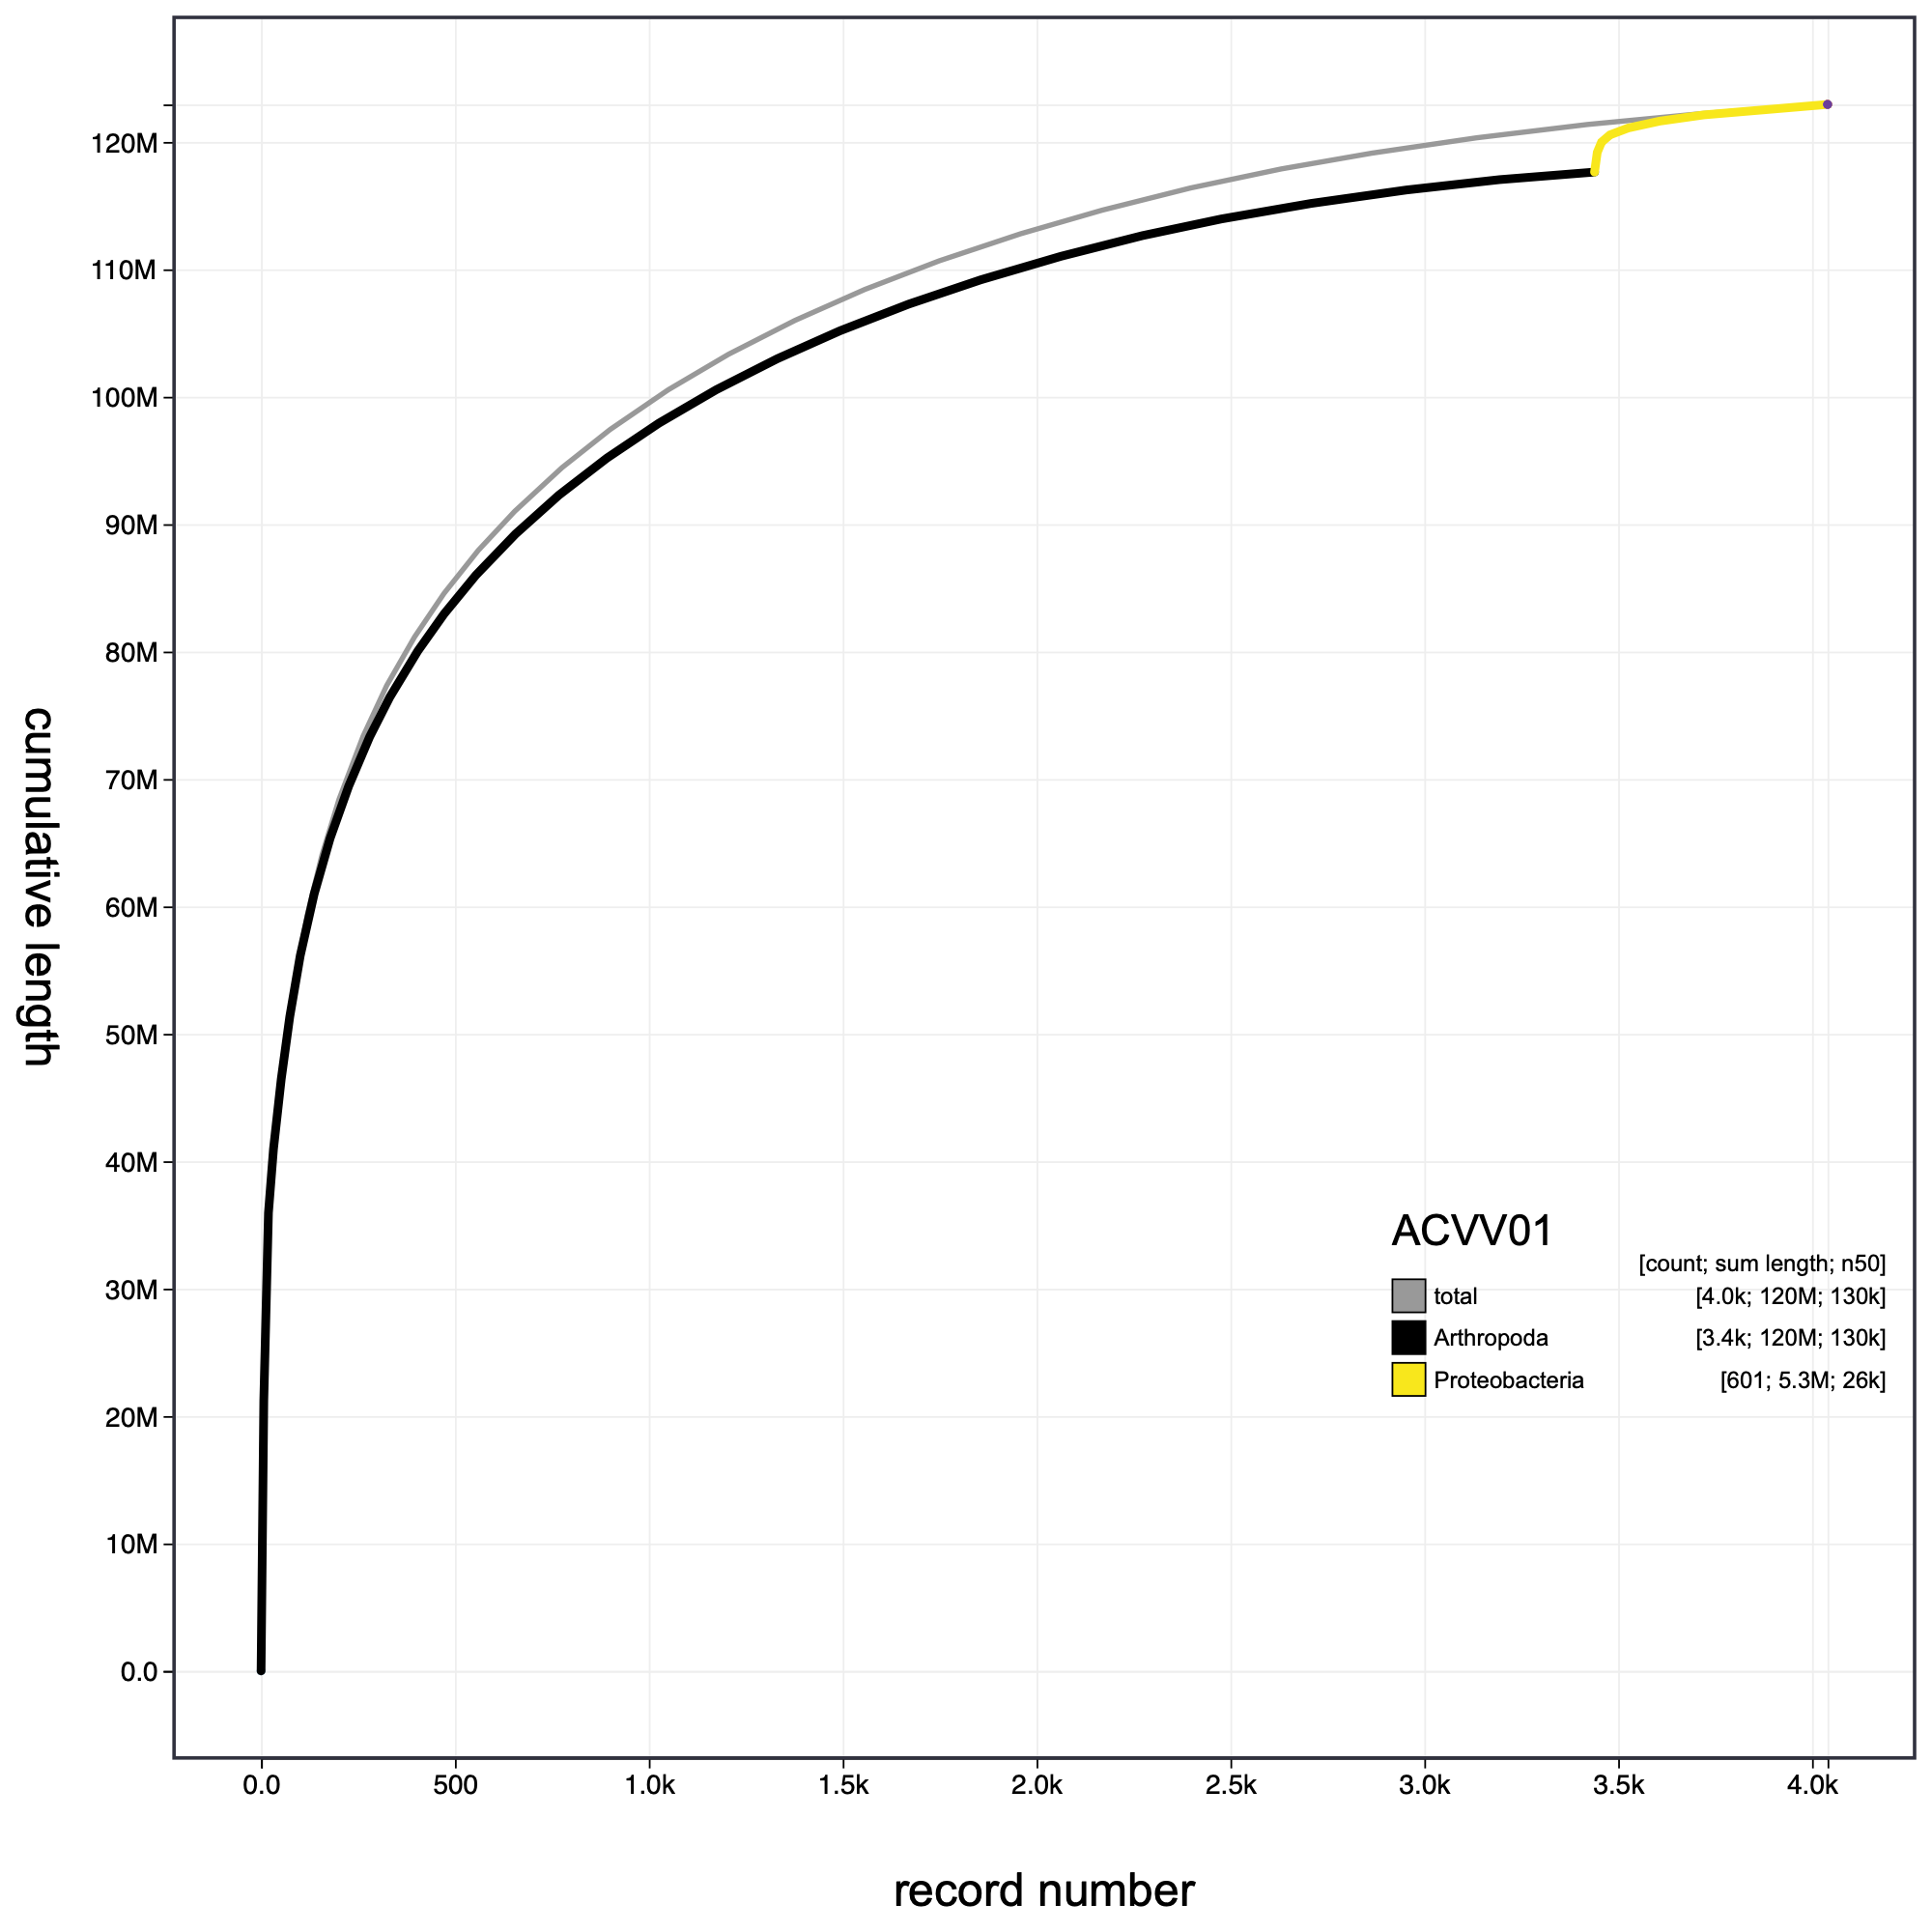 120M
110M
100M
90M
80M
70M
60M
50M
40M
30M
20M
10M
0.0
cumulative length
ACVV01
[count; sum length; n50]
total [4.0k; 120M; 130k]
Arthropoda [3.4k; 120M; 130k]
Proteobacteria [601; 5.3M; 26k]
0.0 500 1.0k 1.5k 2.0k 2.5k 3.0k 3.5k 4.0k
record number